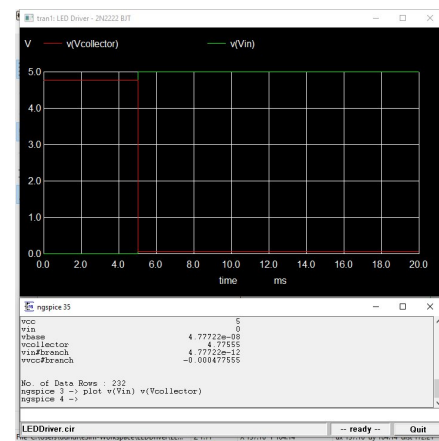 tran1: LED Driver - 2N2222 BJT
V v(Vcollector) v(Vin)
5.0
4.0
3.0
2.0
1.0
0.0
0.0 2.0 4.0 6.0 8.0 10.0 12.0 14.0 16.0 18.0 20.0
time ms
ngspice 35
vcc 5
vin 0
vbase 4.77722e-08
vcollector 4.77555
vin#branch 4.77722e-12
vvcc#branch -0.000477555
No. of Data Rows : 232
ngspice 3 -> plot v(Vin) v(Vcollector)
ngspice 4 ->
LEDDriver.cir -- ready -- Quit